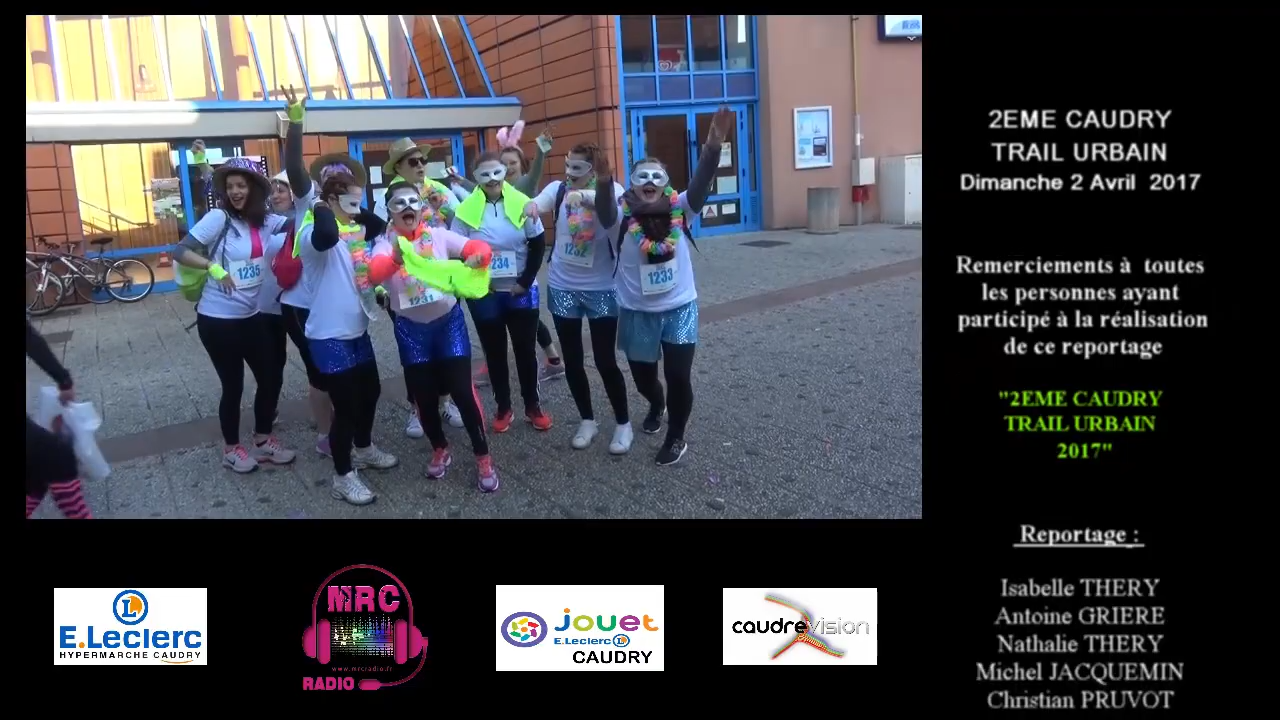 2EME CAUDRY
TRAIL URBAIN
Dimanche 2 Avril 2017
Remerciements à toutes
les personnes ayant
participé à la réalisation
de ce reportage
"2EME CAUDRY
TRAIL URBAIN
2017"
Reportage :
Isabelle THERY
Antoine GRIERE
Nathalie THERY
Michel JACQUEMIN
Christian PRUVOT
1235
1231
234
1232
1233
L
E.Leclerc
HYPERMARCHE CAUDRY
MRC
www.mrcradio.fr
RADIO
jouet
E.Leclerc L
CAUDRY
caudrevision